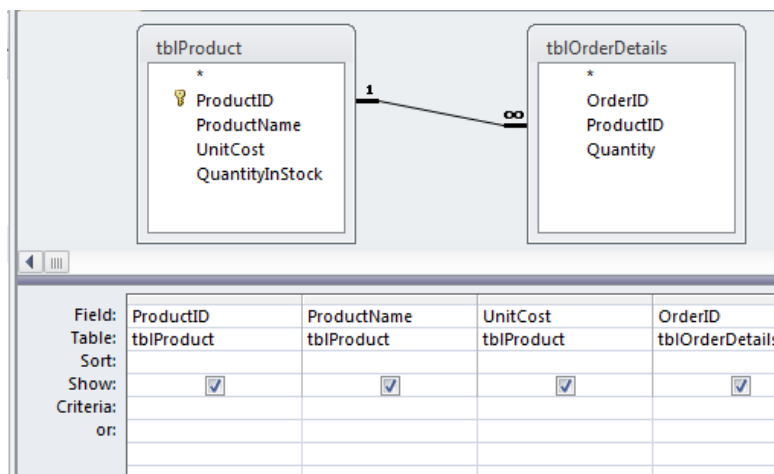 tblProduct
*
ProductID
ProductName
UnitCost
QuantityInStock
1
∞
tblOrderDetails
*
OrderID
ProductID
Quantity
Field: ProductID ProductName UnitCost OrderID
Table: tblProduct tblProduct tblProduct tblOrderDetails
Sort:
Show:
Criteria:
or: